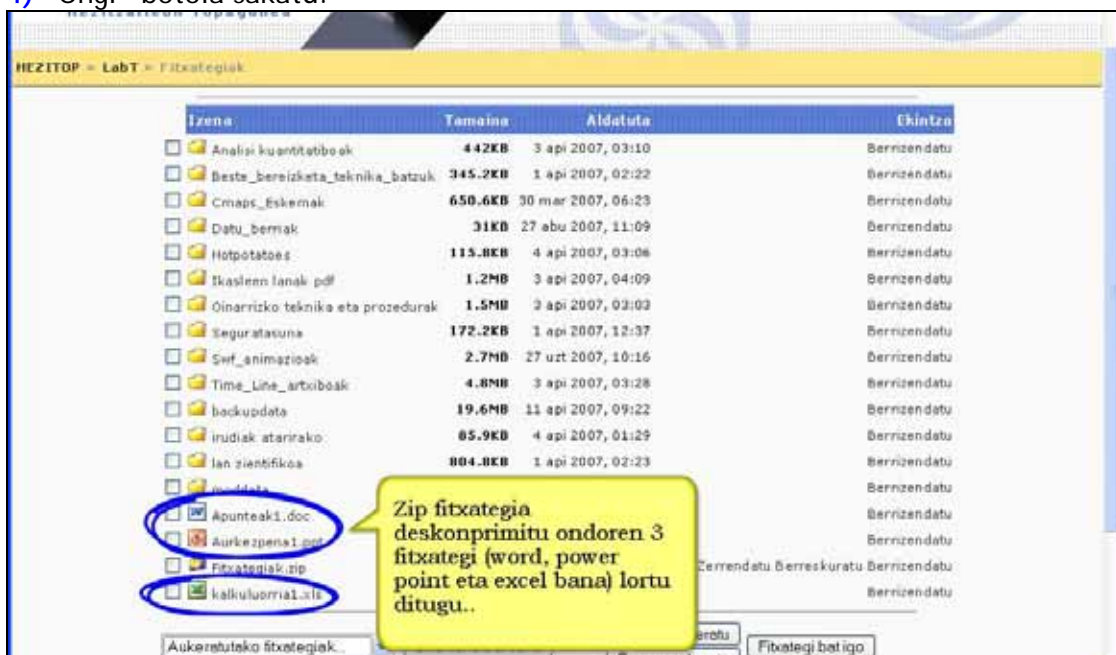 HEZITOP » LabT » Fitxategiak
Izena Tamaina Aldatuta Ekintza
Analisi kuantitatiboak 442KB 3 api 2007, 03:10 Berrizendatu
Beste_bereizketa_teknika_batzuk 345.2KB 1 api 2007, 02:22 Berrizendatu
Cmaps_Eskemak 650.6KB 30 mar 2007, 06:23 Berrizendatu
Datu_berriak 31KB 27 abu 2007, 11:09 Berrizendatu
Hotpotatoes 115.8KB 4 api 2007, 03:06 Berrizendatu
Ikasleen lanak pdf 1.2MB 3 api 2007, 04:09 Berrizendatu
Oinarrizko teknika eta prozedurak 1.5MB 3 api 2007, 03:03 Berrizendatu
Seguratasuna 172.2KB 1 api 2007, 12:37 Berrizendatu
Swf_animazioak 2.7MB 27 uzt 2007, 10:16 Berrizendatu
Time_Line_artxiboak 4.8MB 3 api 2007, 03:28 Berrizendatu
backupdata 19.6MB 11 api 2007, 09:22 Berrizendatu
irudiak atarirako 85.9KB 4 api 2007, 01:29 Berrizendatu
lan zientifikoa 804.8KB 1 api 2007, 02:23 Berrizendatu
moddata Berrizendatu
Apunteak1.doc Berrizendatu
Aurkezpena1.ppt Berrizendatu
Fitxategiak.zip Zerrendatu Berreskuratu Berrizendatu
kalkuluorria1.xls Berrizendatu
Zip fitxategia
deskonprimitu ondoren 3
fitxategi (word, power
point eta excel bana) lortu
ditugu..
Aukeratutako fitxategiak... Fitxategi bat igo